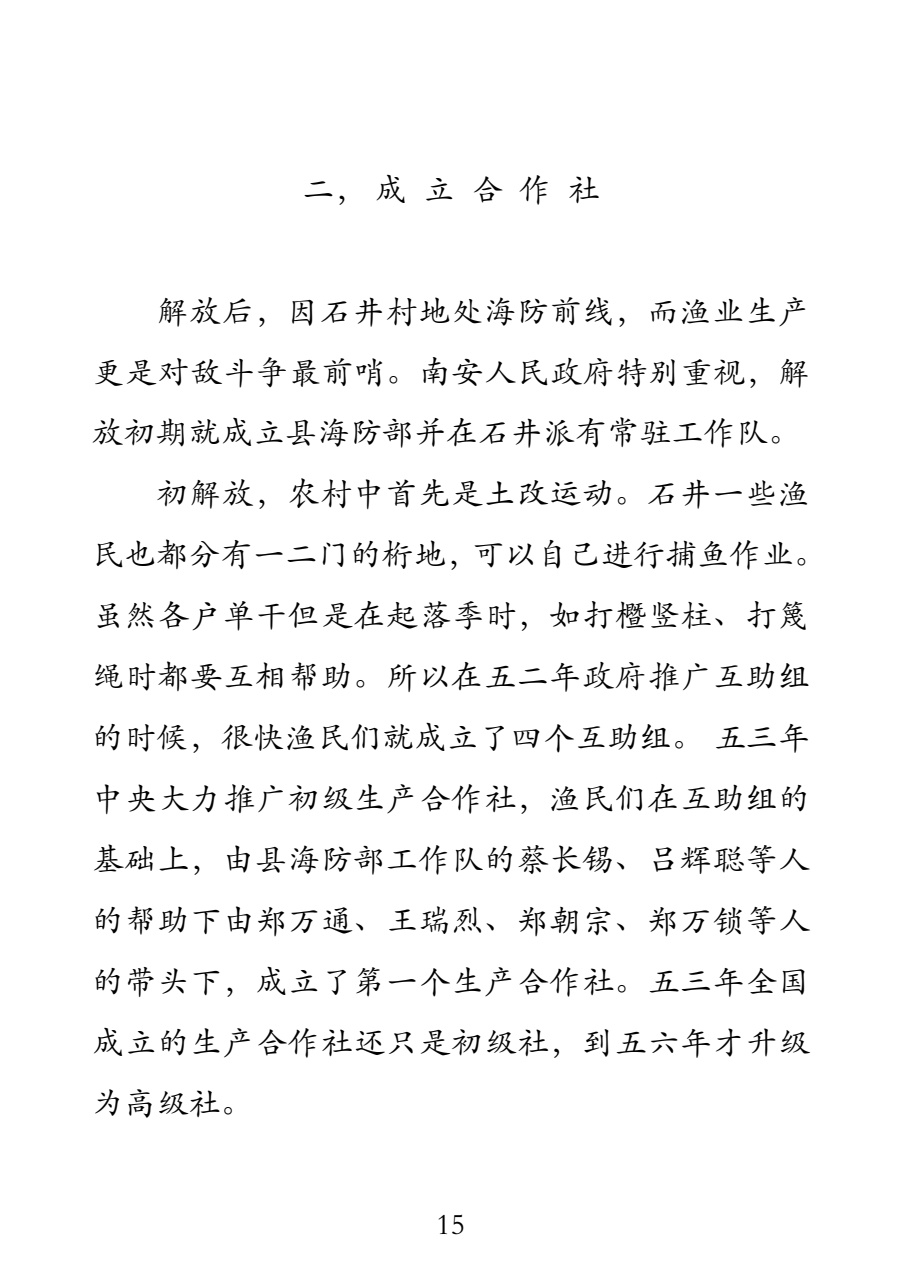 二，成立合作社
解放后，因石井村地处海防前线，而渔业生产
更是对敌斗争最前哨。南安人民政府特别重视，解
放初期就成立县海防部并在石井派有常驻工作队。
初解放，农村中首先是土改运动。石井一些渔
民也都分有一二门的桁地，可以自己进行捕鱼作业。
虽然各户单干但是在起落季时，如打橶竖柱、打篾
绳时都要互相帮助。所以在五二年政府推广互助组
的时候，很快渔民们就成立了四个互助组。 五三年
中央大力推广初级生产合作社，渔民们在互助组的
基础上，由县海防部工作队的蔡长锡、吕辉聪等人
的帮助下由郑万通、王瑞烈、郑朝宗、郑万锁等人
的带头下，成立了第一个生产合作社。五三年全国
成立的生产合作社还只是初级社，到五六年才升级
为高级社。
15